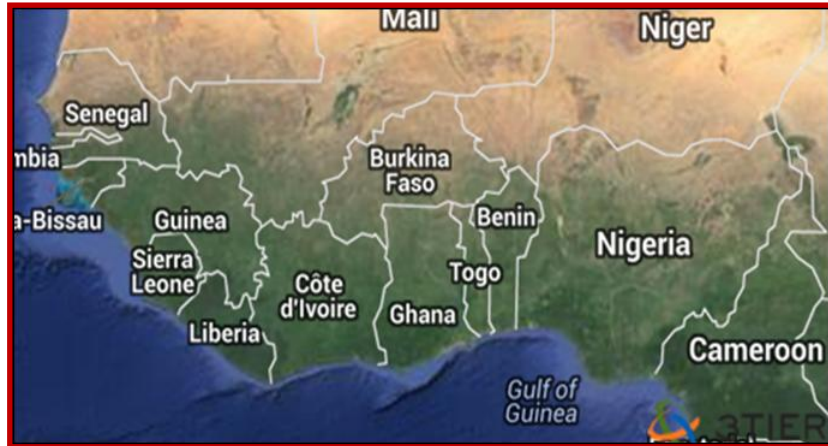 Mali
Niger
Senegal
mbia
Burkina
Faso
a-Bissau
Guinea
Benin
Nigeria
Sierra
Leone
Togo
Côte
d'Ivoire
Ghana
Liberia
Cameroon
Gulf of
Guinea
3TIER